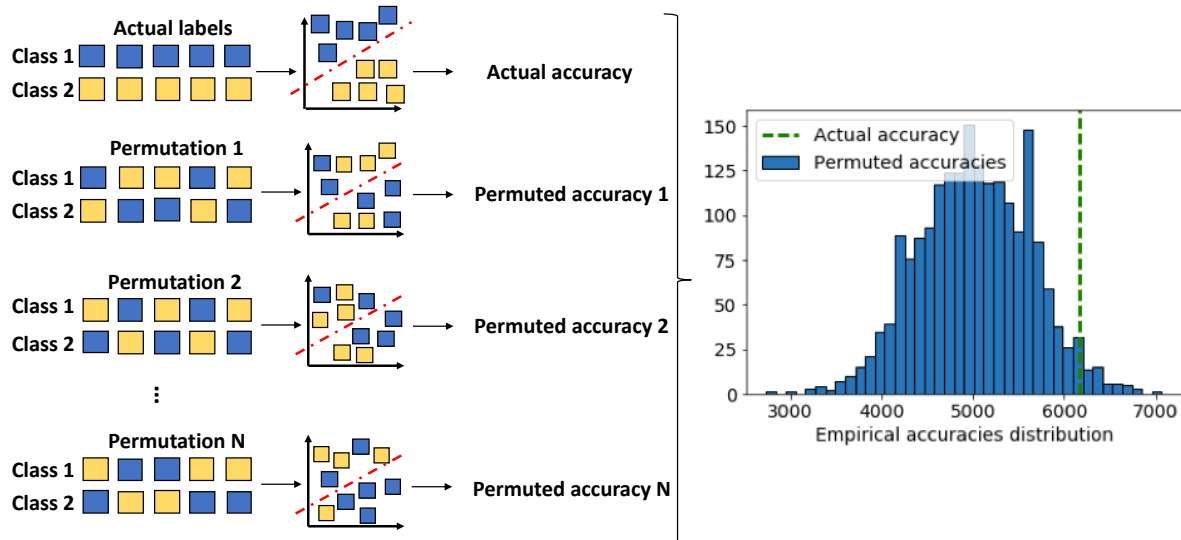 Actual labels
Class 1
Class 2
Actual accuracy
Permutation 1
Class 1
Class 2
Permuted accuracy 1
Permutation 2
Class 1
Class 2
Permuted accuracy 2
...
Permutation N
Class 1
Class 2
Permuted accuracy N
150
125
100
75
50
25
0
Actual accuracy
Permuted accuracies
3000 4000 5000 6000 7000
Empirical accuracies distribution